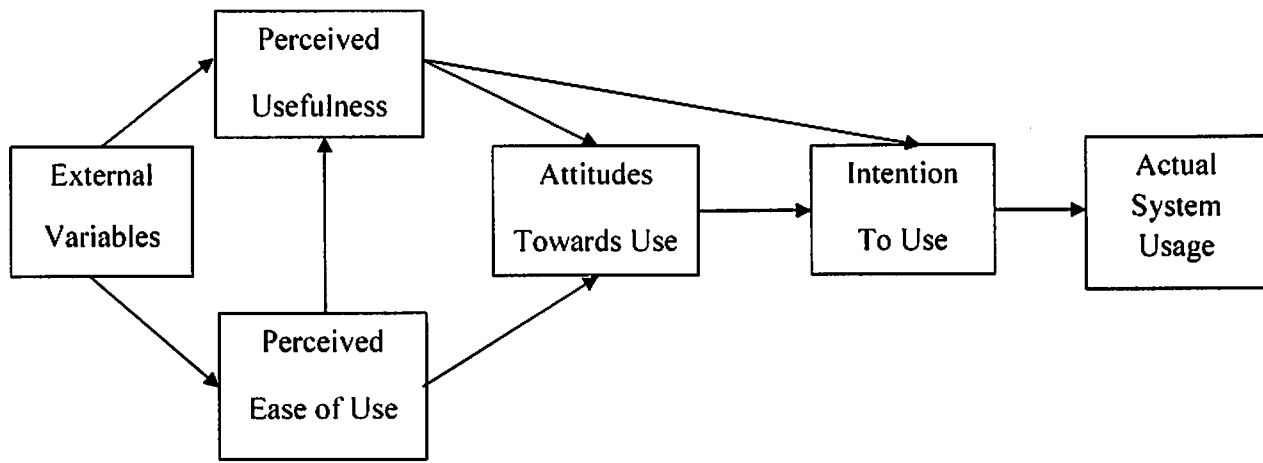 Perceived
Usefulness
External
Variables
Attitudes
Towards Use
Intention
To Use
Actual
System
Usage
Perceived
Ease of Use